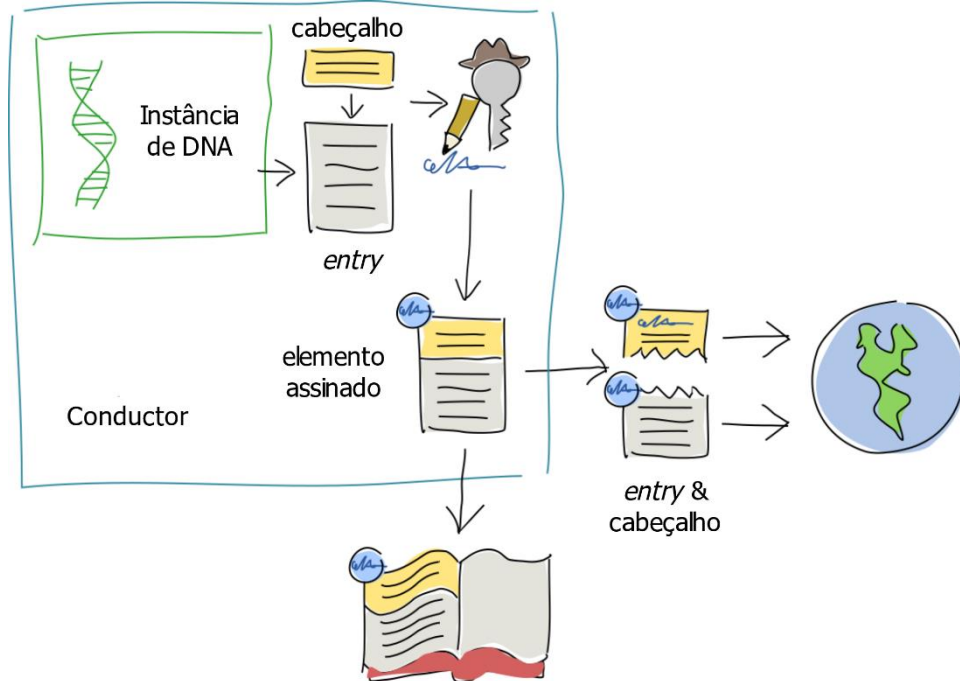 cabeçalho
Instância
de DNA
entry
elemento
assinado
Conductor
entry &
cabeçalho